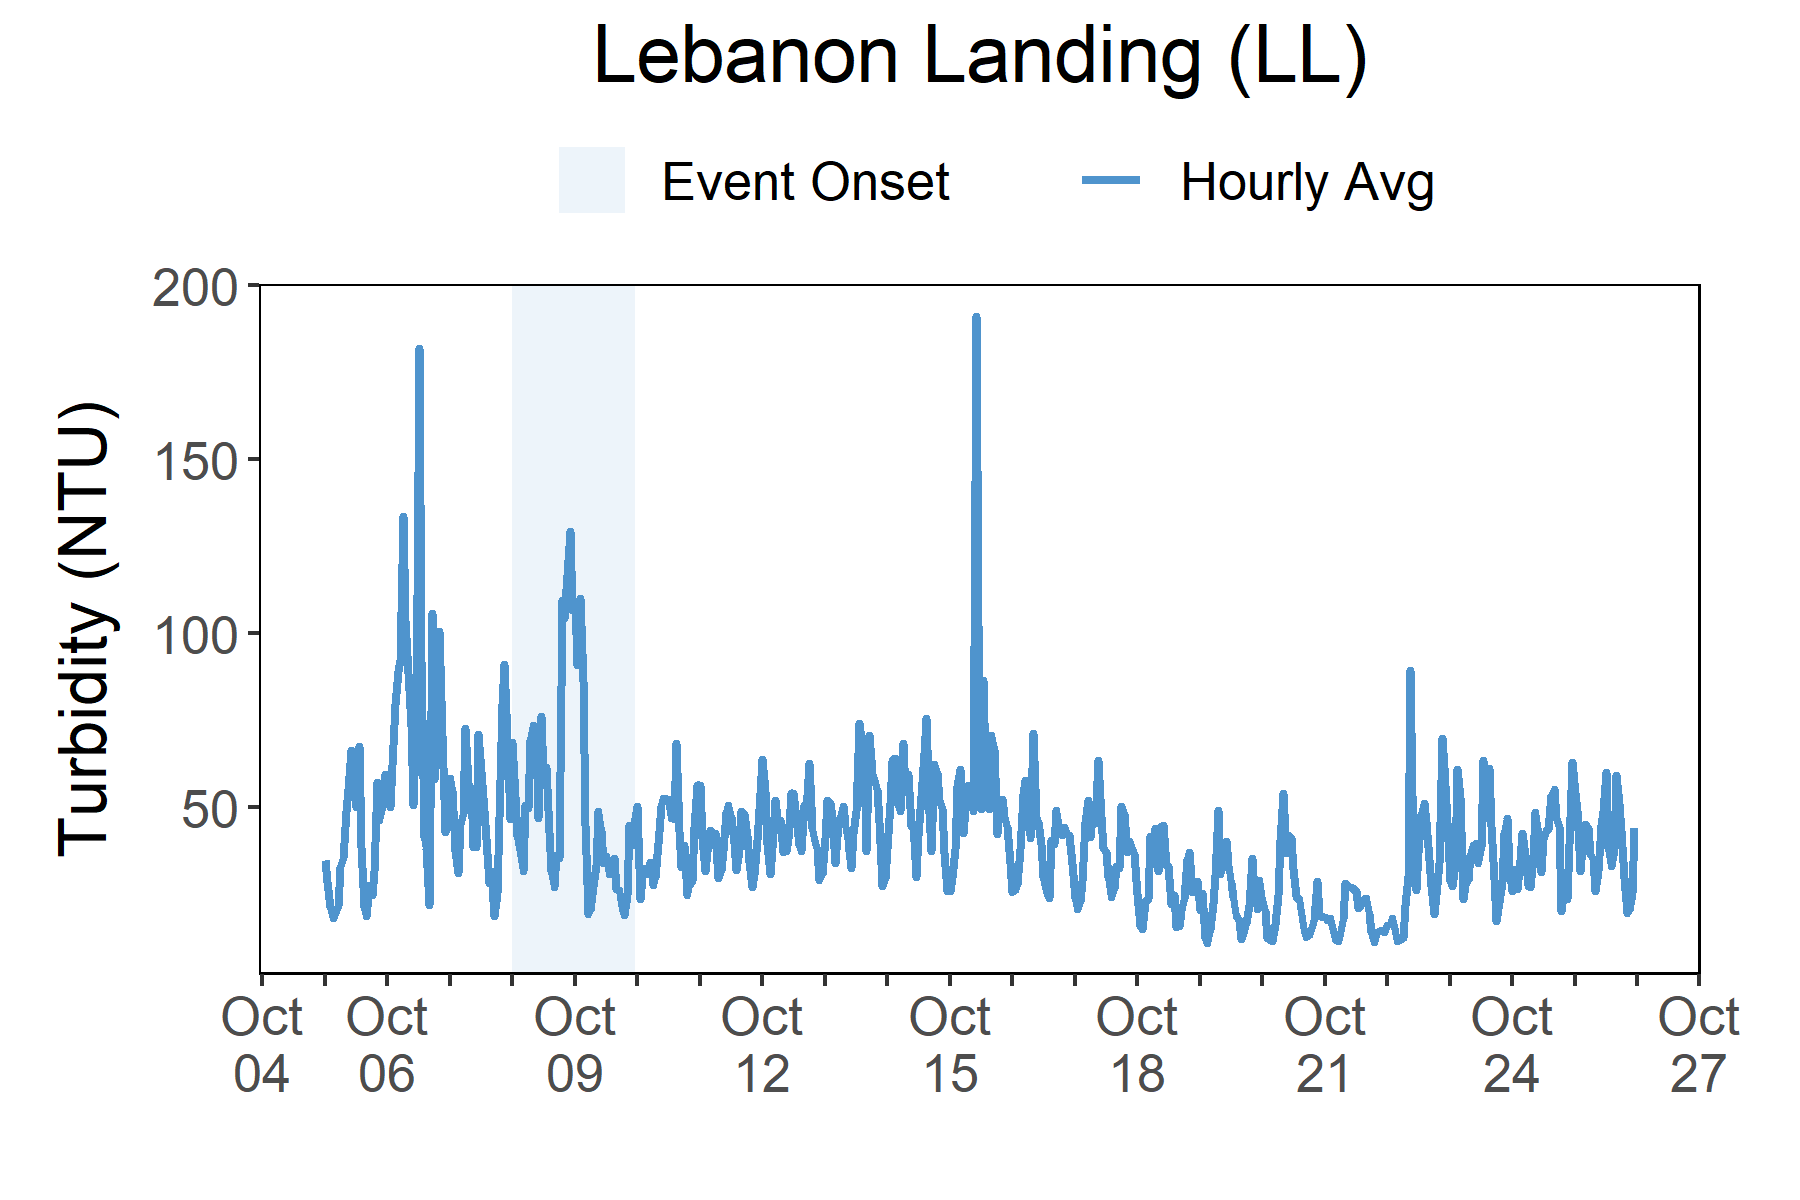 Lebanon Landing (LL)
Event Onset Hourly Avg
Turbidity (NTU)
200
150
100
50
Oct 04 Oct 06 Oct 09 Oct 12 Oct 15 Oct 18 Oct 21 Oct 24 Oct 27